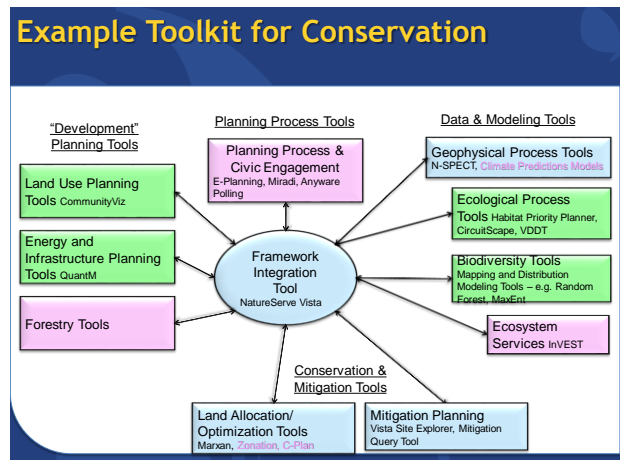 Example Toolkit for Conservation
“Development”
Planning Tools
Planning Process Tools
Data & Modeling Tools
Planning Process &
Civic Engagement
E-Planning, Miradi, Anyware
Polling
Geophysical Process Tools
N-SPECT, Climate Predictions Models
Land Use Planning
Tools CommunityViz
Ecological Process
Tools Habitat Priority Planner,
CircuitScape, VDDT
Energy and
Infrastructure Planning
Tools QuantM
Framework
Integration
Tool
NatureServe Vista
Biodiversity Tools
Mapping and Distribution
Modeling Tools – e.g. Random
Forest, MaxEnt
Forestry Tools
Ecosystem
Services InVEST
Conservation &
Mitigation Tools
Land Allocation/
Optimization Tools
Marxan, Zonation, C-Plan
Mitigation Planning
Vista Site Explorer, Mitigation
Query Tool